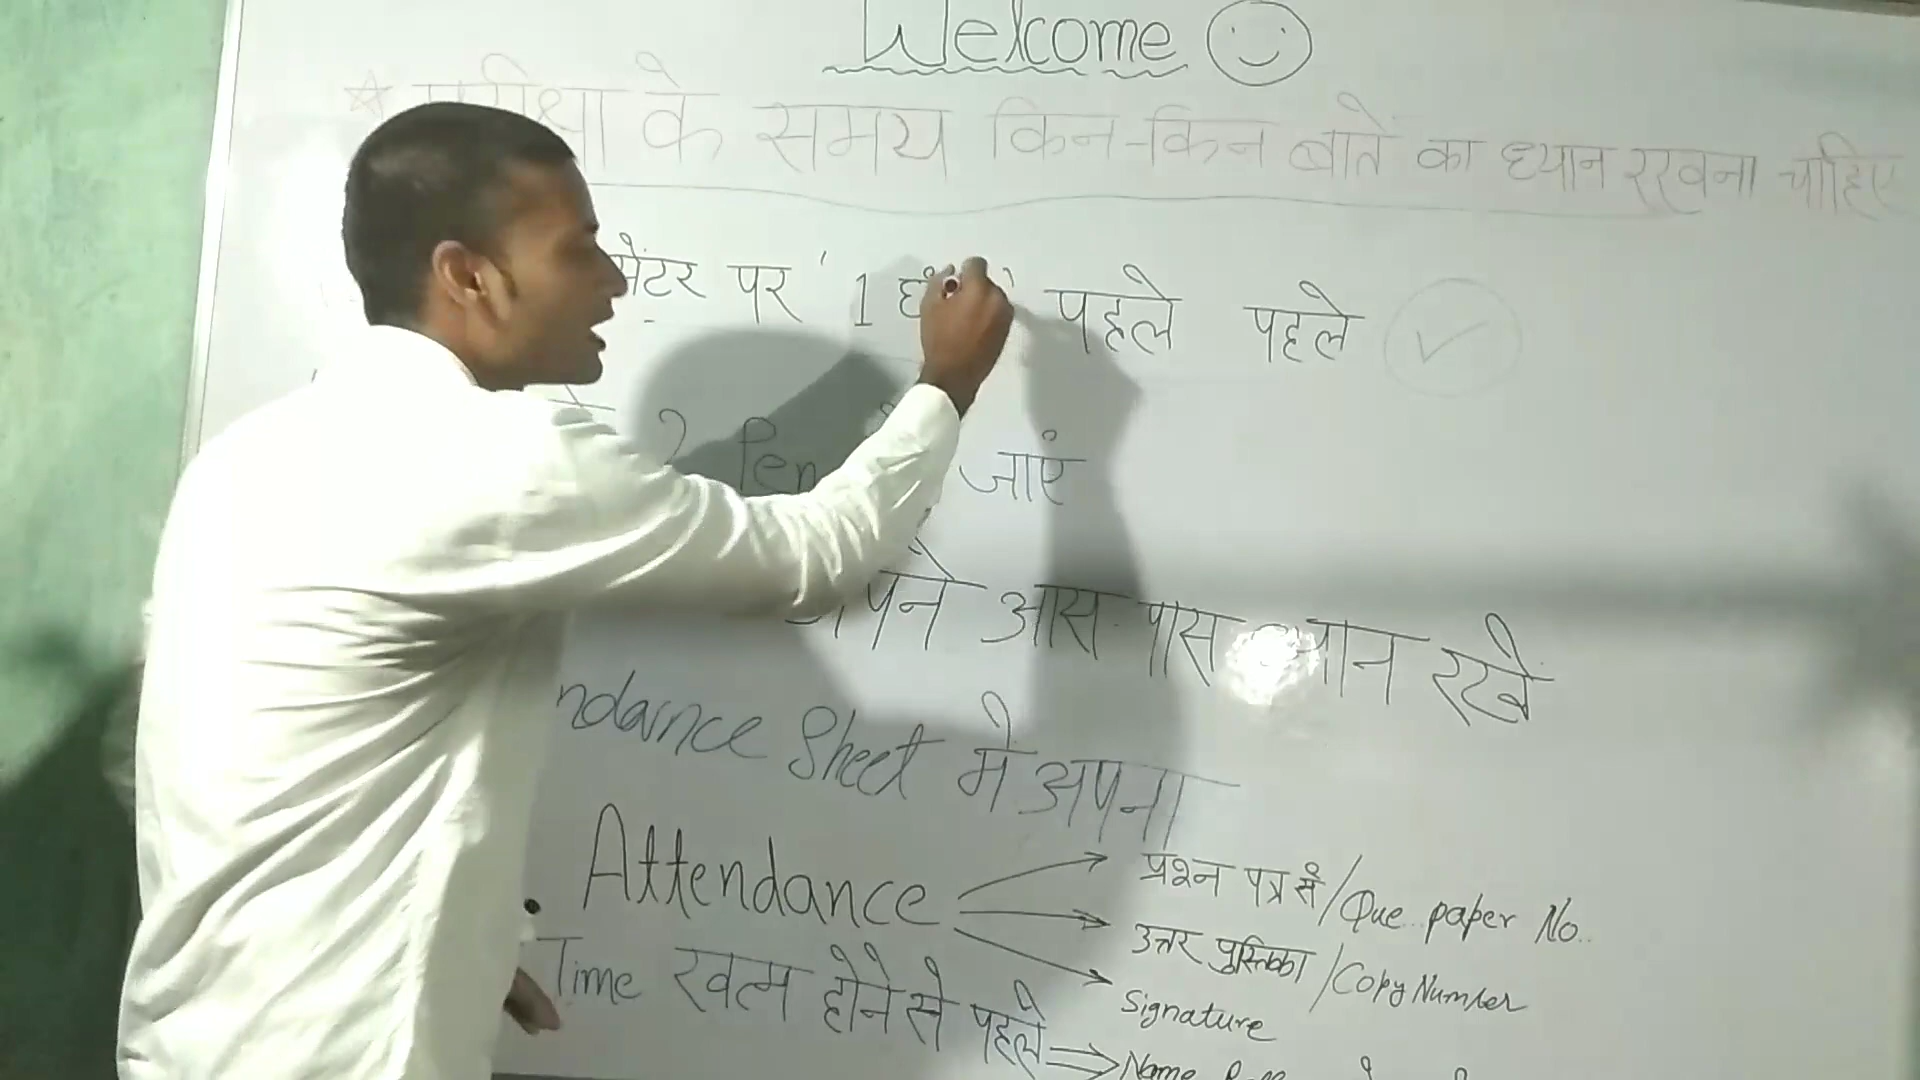 Welcome
के समय किन-किन बाते का ध्यान रखना चाहिए
सेंटर पर 1 पहले पहले
2 Pen जाएं
अपने आस पास ध्यान रखे
ndance Sheet मे अपना
. Attendance
प्रश्न पत्र सं / Que. paper No.
उत्तर पुस्तिका / Copy Number
Signature
Time खत्म होने से पहले
Name